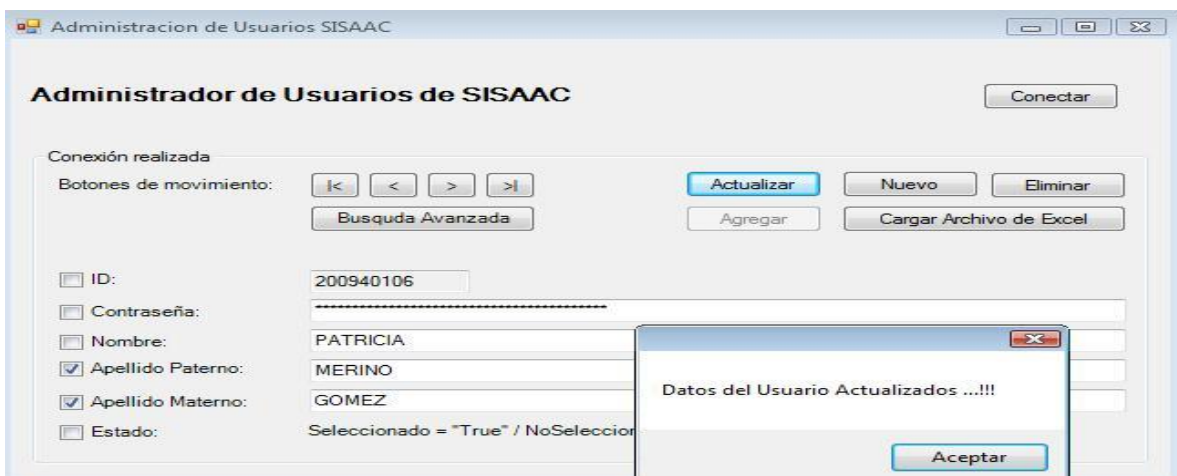 Administracion de Usuarios SISAAC
Administrador de Usuarios de SISAAC
Conectar
Conexión realizada
Botones de movimiento:
|<
<
>
>|
Actualizar
Nuevo
Eliminar
Busquda Avanzada
Agregar
Cargar Archivo de Excel
ID:
200940106
Contraseña:
Nombre:
PATRICIA
Apellido Paterno:
MERINO
Apellido Materno:
GOMEZ
Estado:
Seleccionado = "True" / NoSeleccion
Datos del Usuario Actualizados ...!!!
Aceptar